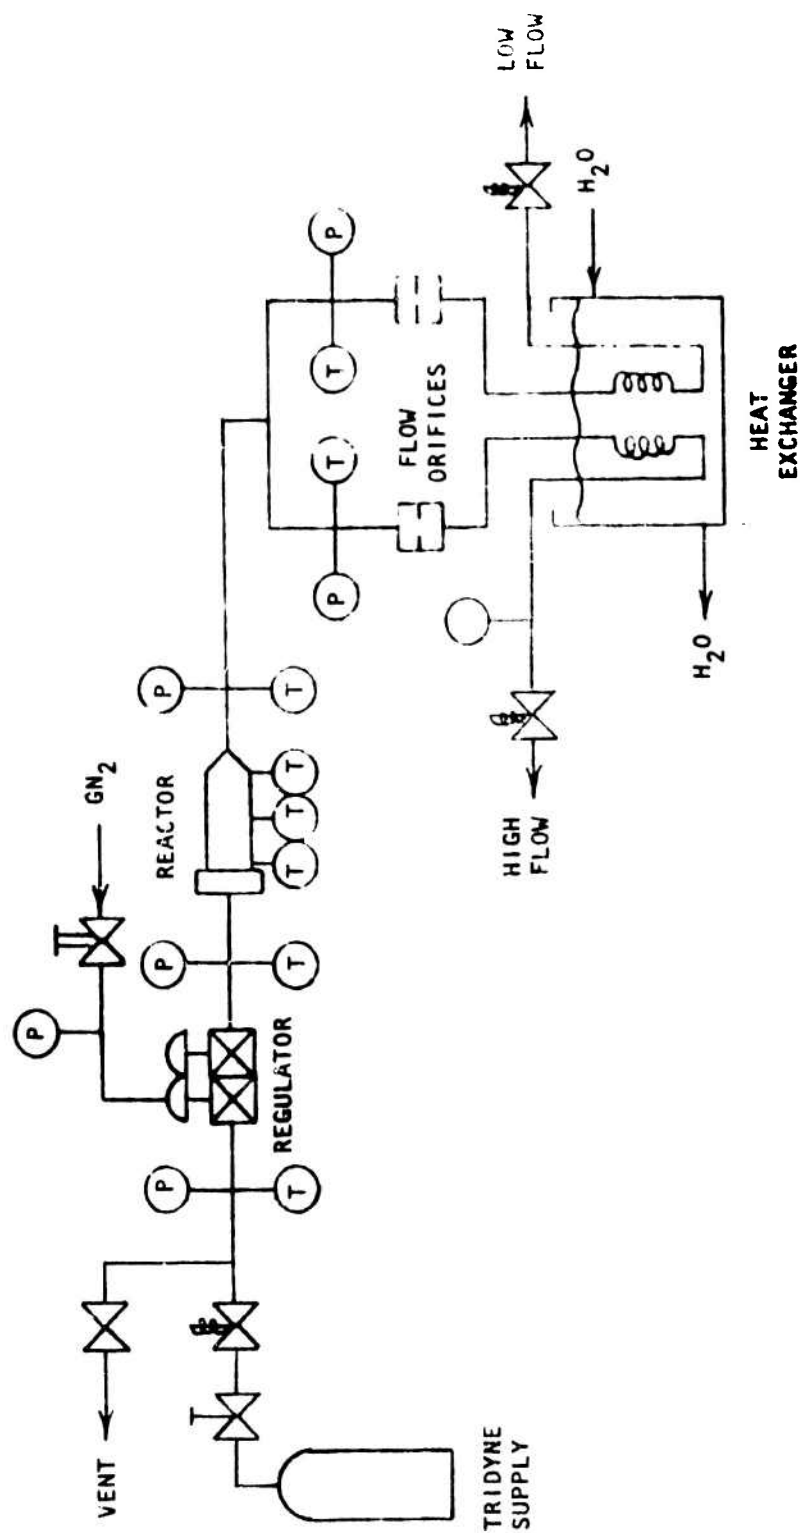 VENT
TRIDYNE
SUPPLY
P
T
REGULATOR
P
GN2
P
T
REACTOR
T
T
T
P
T
P
T
T
P
FLOW
ORIFICES
HIGH
FLOW
LOW
FLOW
H2O
H2O
HEAT
EXCHANGER